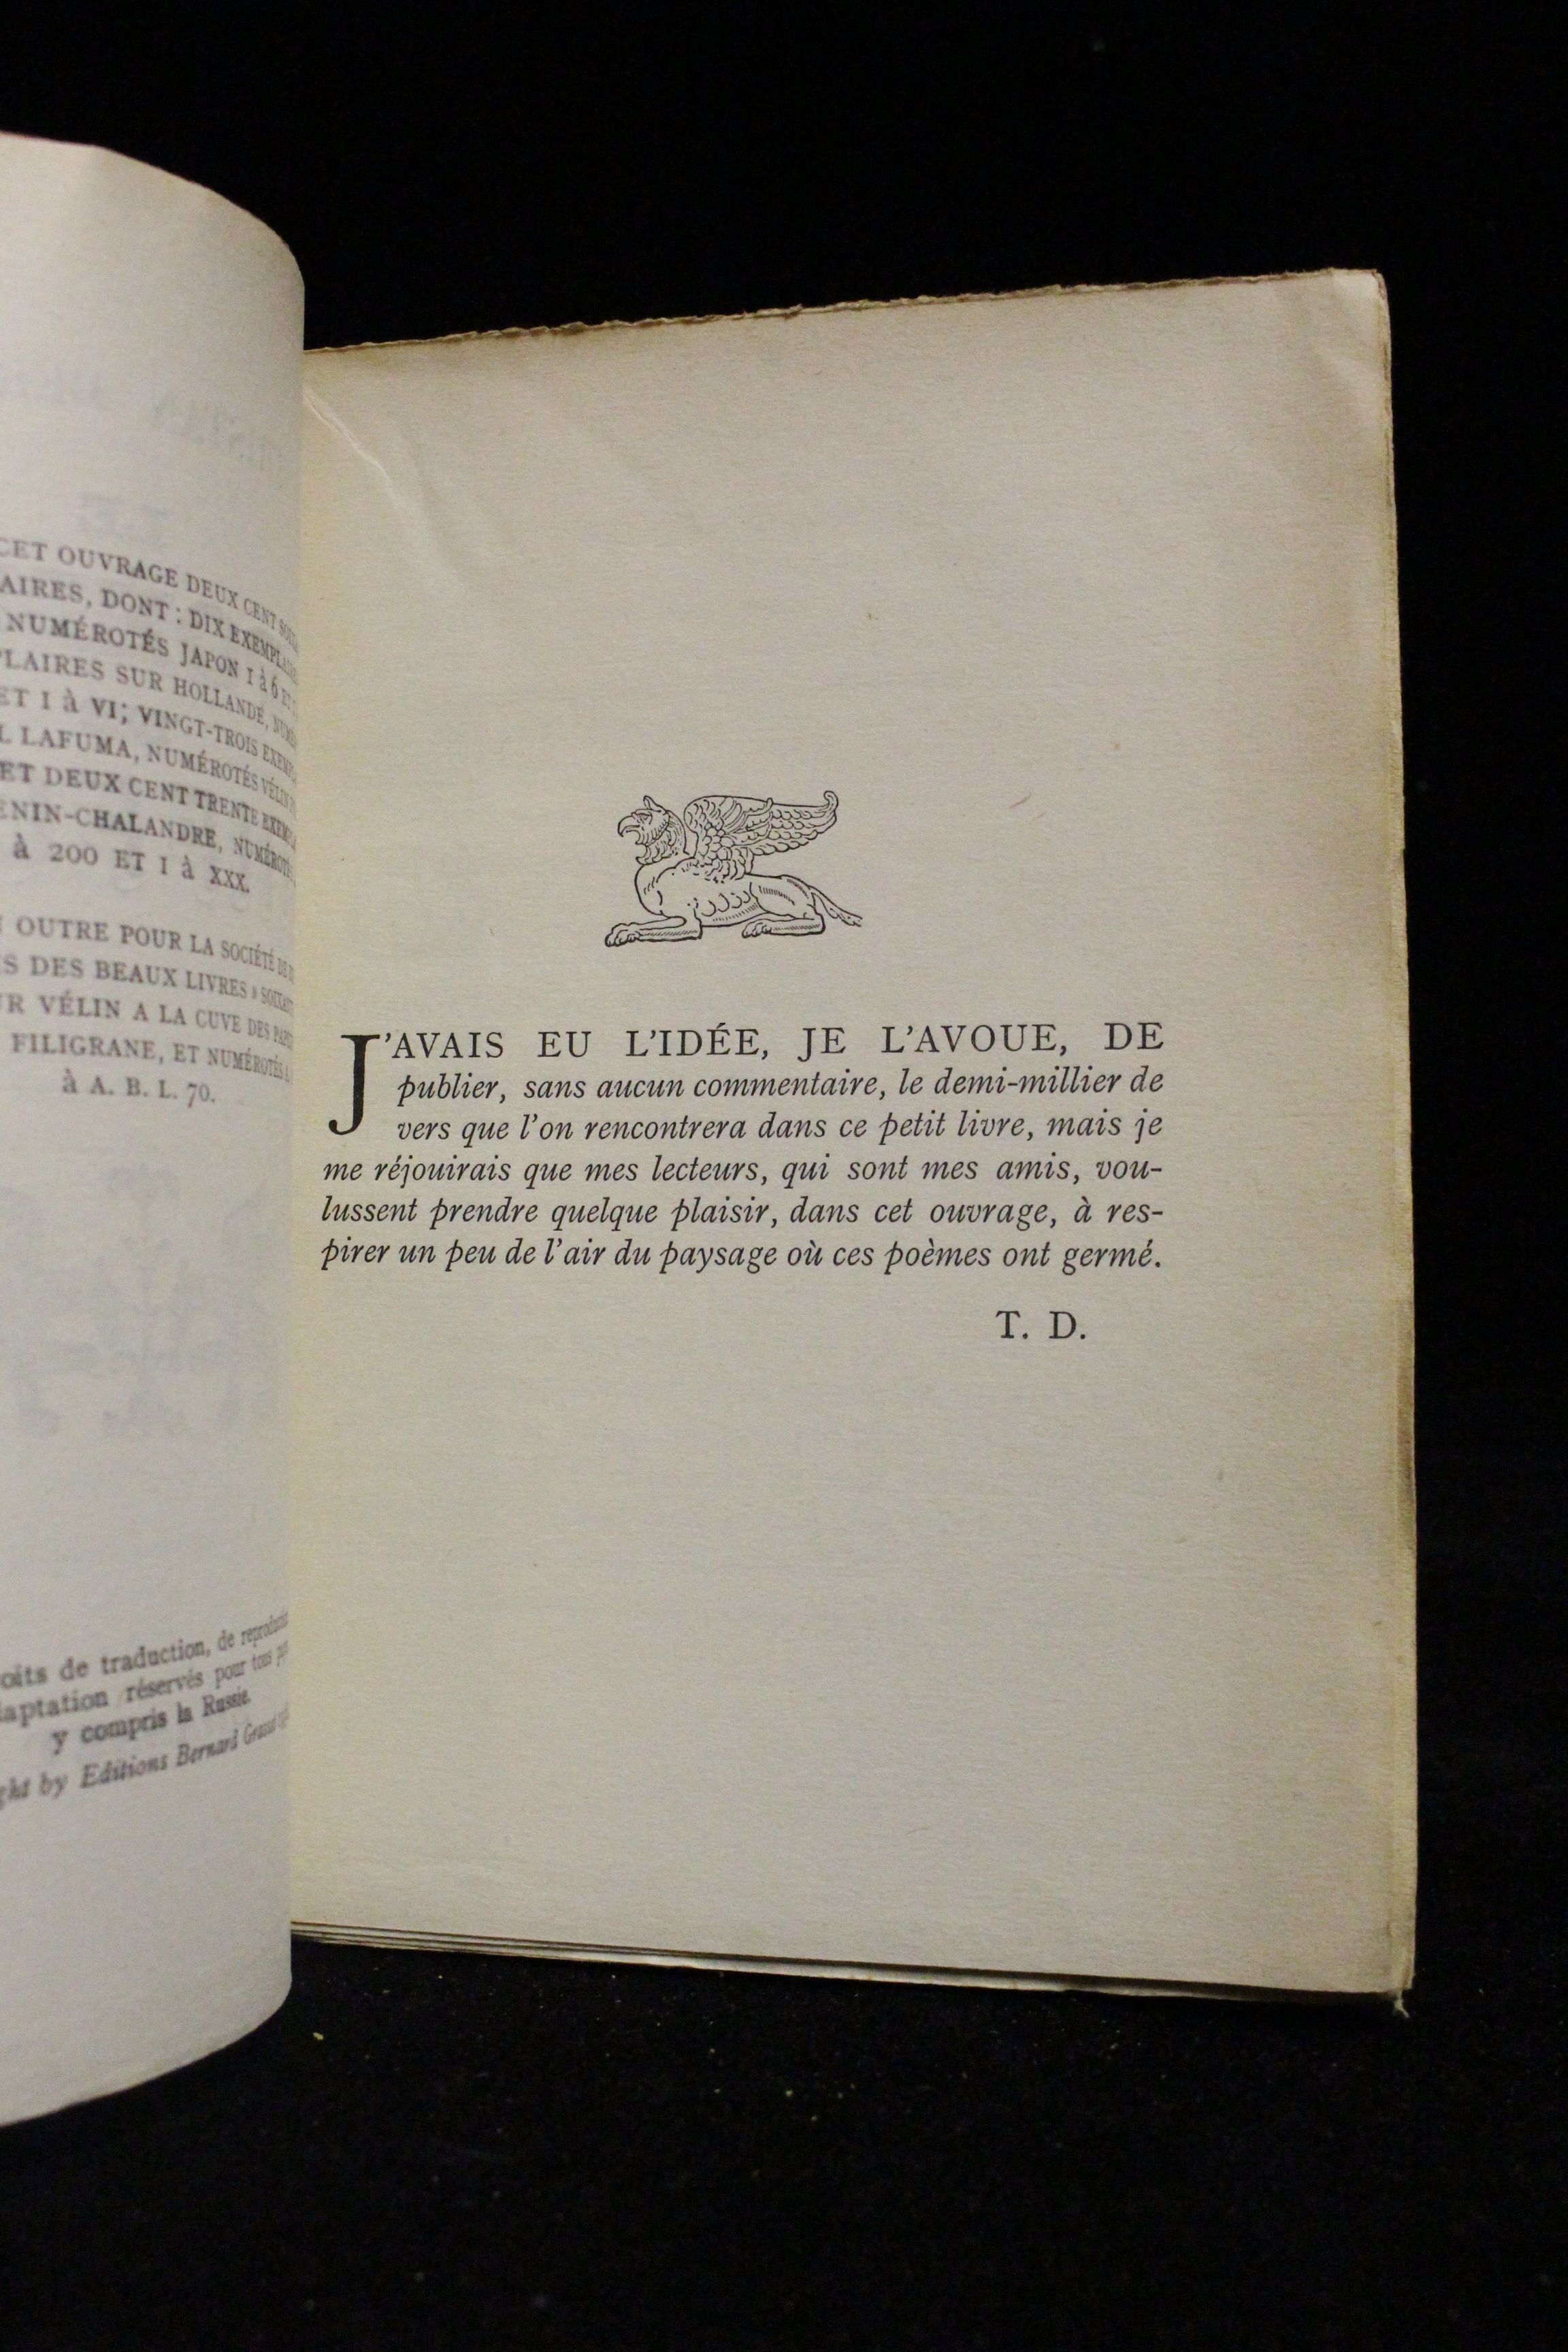 CET OUVRAGE DEUX CENT
AIRES, DONT : DIX
NUMÉROTÉS JAPON I à 6 ET
PLAIRES SUR HOLLANDE,
ET I à VI; VINGT-TROIS
LAFUMA, NUMÉROTÉS VÉLIN
ET DEUX CENT TRENTE
ENIN-CHALANDRE,
à 200 ET I à XXX.
OUTRE POUR LA SOCIÉTÉ DE
S DES BEAUX LIVRES »
UR VÉLIN A LA CUVE DES
FILIGRANE, ET NUMÉROTÉS
à A. B. L. 70.
oits de traduction, de
aptation réservés pour tous
y compris la Russie.
ght by Editions Bernard
J'AVAIS EU L'IDÉE, JE L'AVOUE, DE
publier, sans aucun commentaire, le demi-millier de
vers que l'on rencontrera dans ce petit livre, mais je
me réjouirais que mes lecteurs, qui sont mes amis, vou-
lussent prendre quelque plaisir, dans cet ouvrage, à res-
pirer un peu de l'air du paysage où ces poèmes ont germé.
T. D.